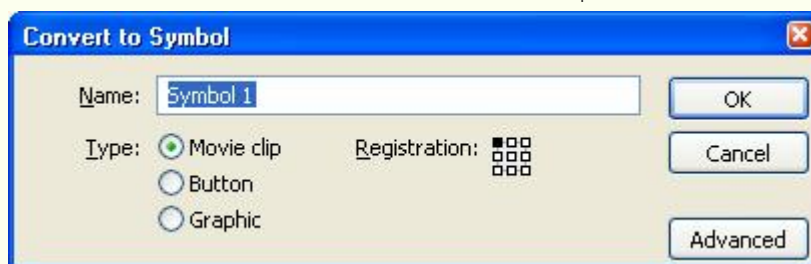 Convert to Symbol
Name: Symbol 1 OK
Type: Movie clip Registration: Cancel
Button
Graphic
Advanced